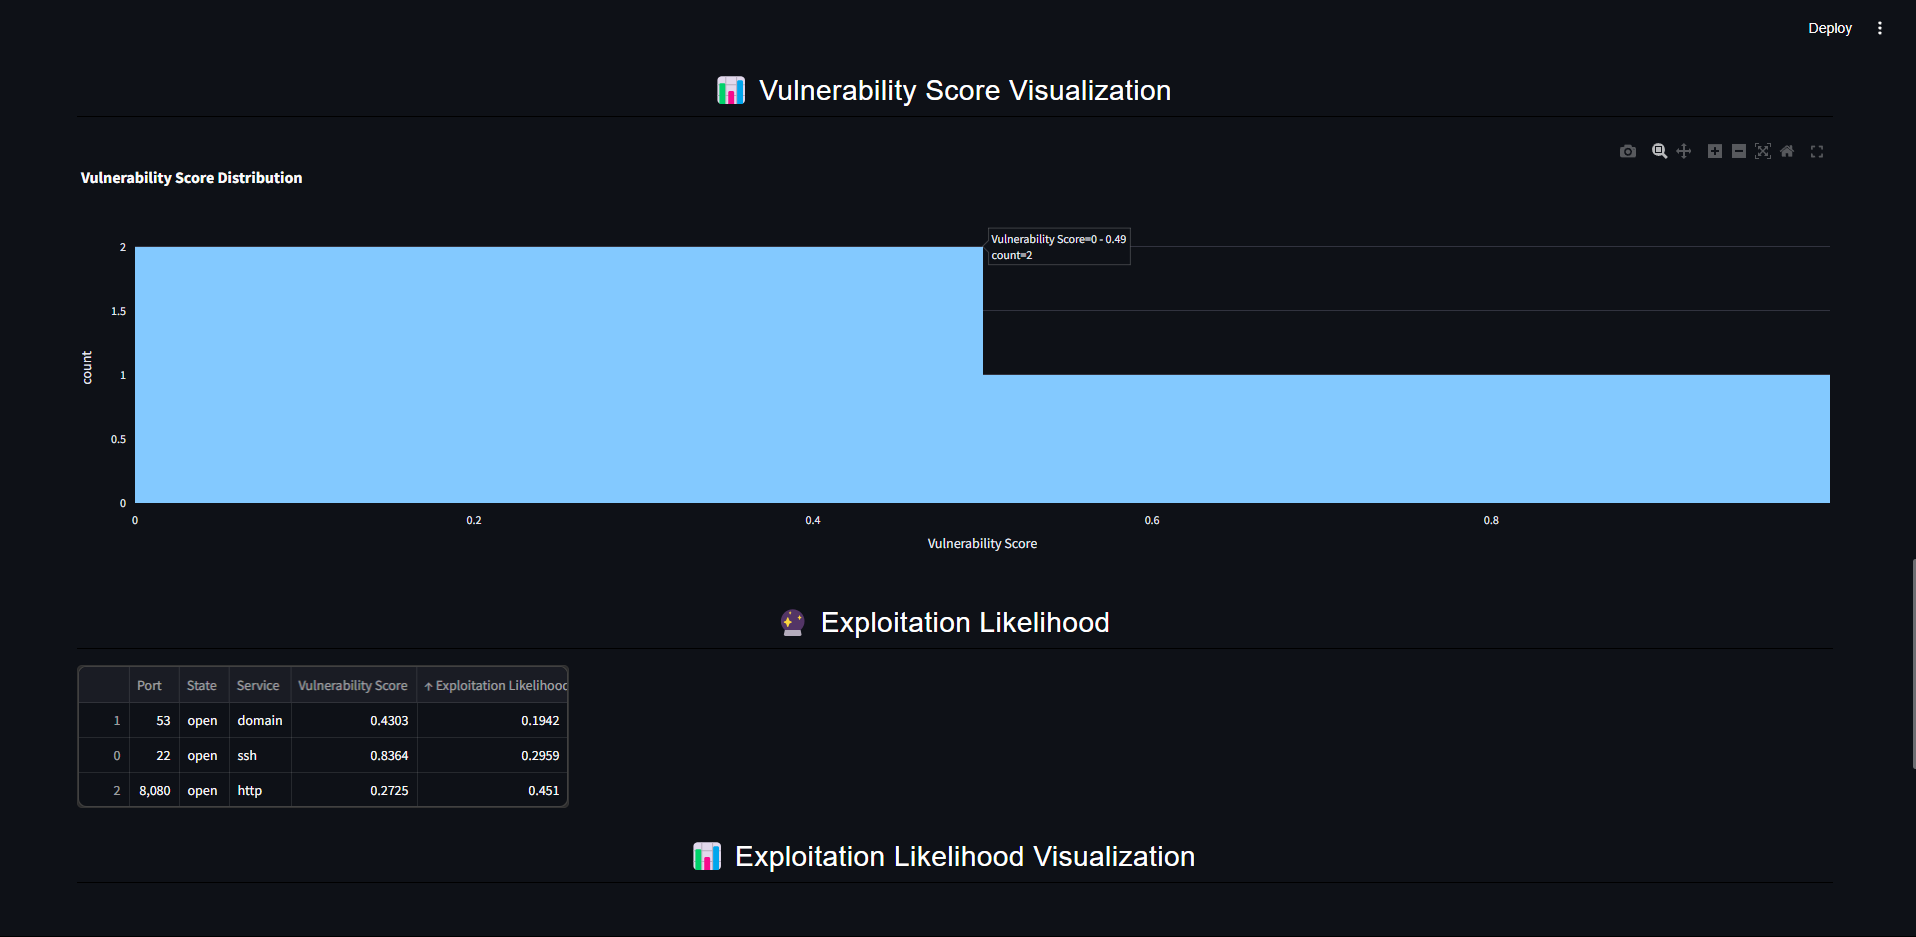 Deploy
Vulnerability Score Visualization
Vulnerability Score Distribution
Vulnerability Score=0 - 0.49
count=2
2
1.5
1
0.5
0
count
0 0.2 0.4 0.6 0.8
Vulnerability Score
Exploitation Likelihood
Port State Service Vulnerability Score ↑ Exploitation Likelihood
1 53 open domain 0.4303 0.1942
0 22 open ssh 0.8364 0.2959
2 8,080 open http 0.2725 0.451
Exploitation Likelihood Visualization